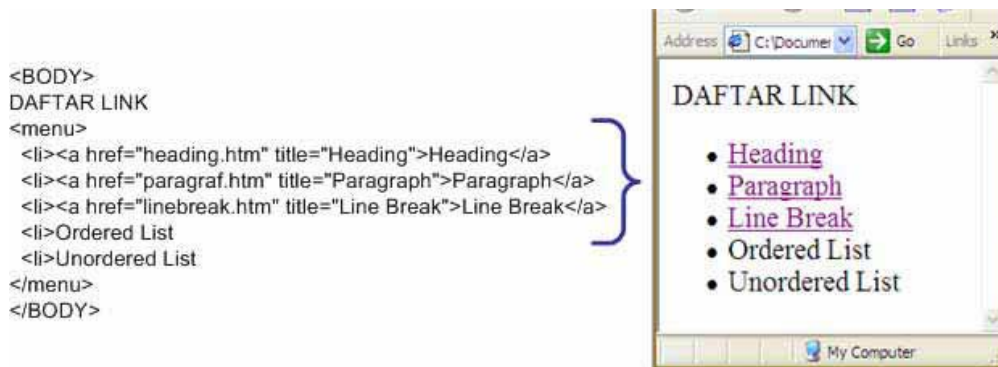 <BODY>
DAFTAR LINK
<menu>
<li><a href="heading.htm" title="Heading">Heading</a>
<li><a href="paragraf.htm" title="Paragraph">Paragraph</a>
<li><a href="linebreak.htm" title="Line Break">Line Break</a>
<li>Ordered List
<li>Unordered List
</menu>
</BODY>
Address C:\Documer Go Links »
DAFTAR LINK
• Heading
• Paragraph
• Line Break
• Ordered List
• Unordered List
My Computer